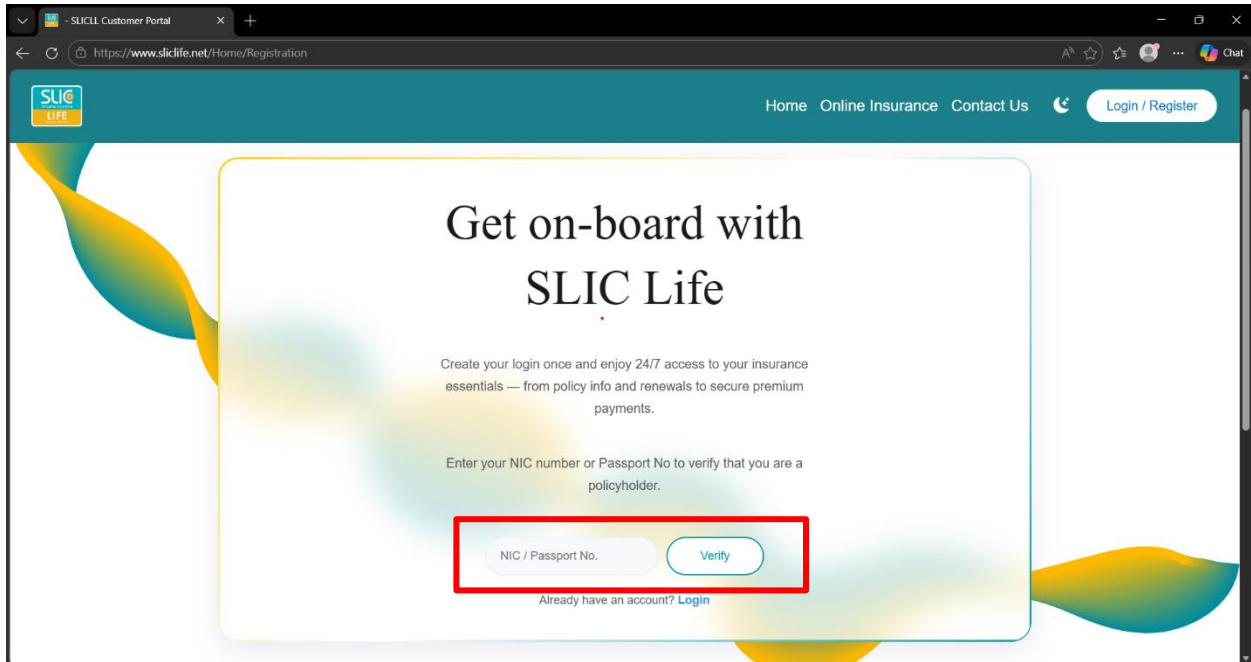 - SLICLL Customer Portal
https://www.sliclife.net/Home/Registration
Chat
SLIC
LIFE
Home Online Insurance Contact Us Login / Register
Get on-board with
SLIC Life
Create your login once and enjoy 24/7 access to your insurance
essentials — from policy info and renewals to secure premium
payments.
Enter your NIC number or Passport No to verify that you are a
policyholder.
NIC / Passport No. Verify
Already have an account? Login